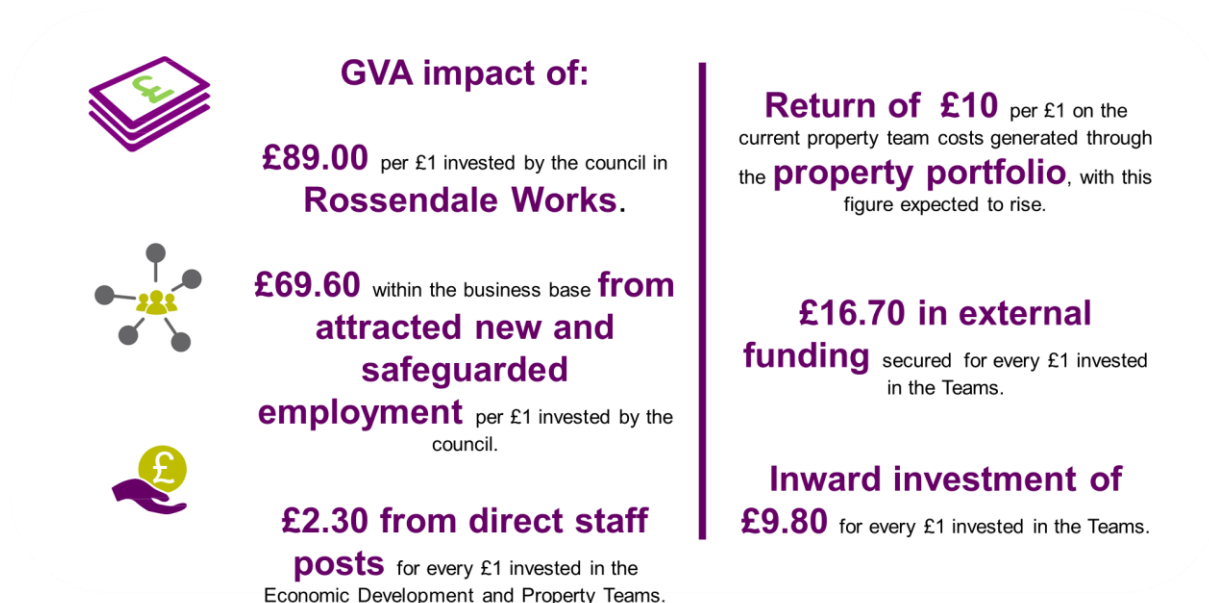 GVA impact of:
£89.00 per £1 invested by the council in
Rossendale Works.
£69.60 within the business base from
attracted new and
safeguarded
employment per £1 invested by the
council.
£2.30 from direct staff
posts for every £1 invested in the
Economic Development and Property Teams.
Return of £10 per £1 on the
current property team costs generated through
the property portfolio, with this
figure expected to rise.
£16.70 in external
funding secured for every £1 invested
in the Teams.
Inward investment of
£9.80 for every £1 invested in the Teams.
£
£